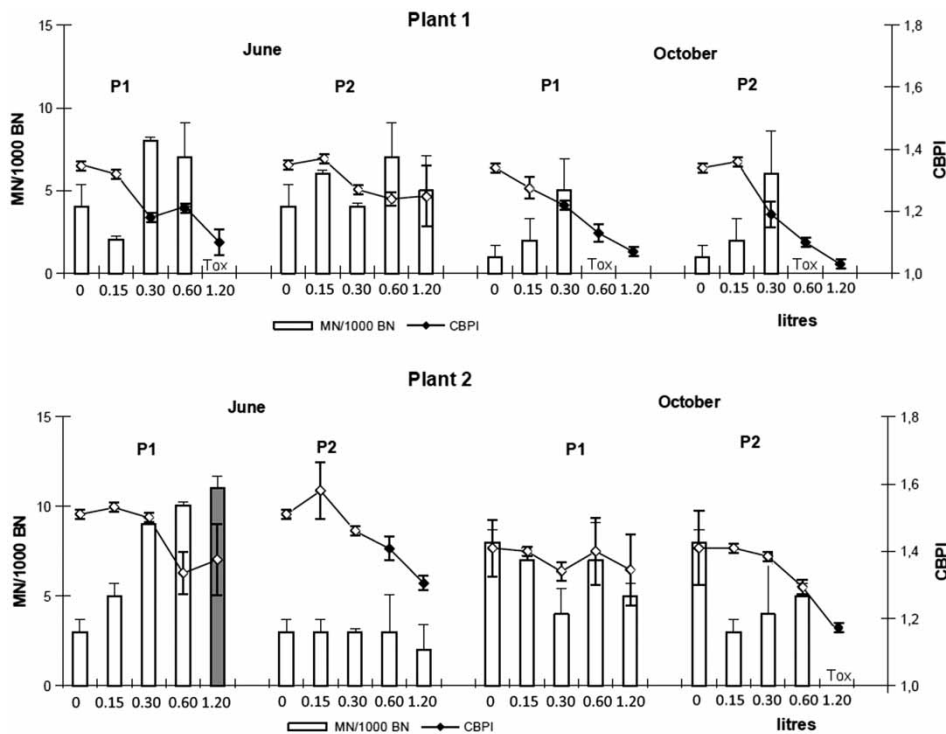 Plant 1
June
October
P1
P2
P1
P2
MN/1000 BN
15
10
5
0
CBPI
1,8
1,6
1,4
1,2
1,0
Tox
Tox
Tox
0 0.15 0.30 0.60 1.20
0 0.15 0.30 0.60 1.20
0 0.15 0.30 0.60 1.20
0 0.15 0.30 0.60 1.20
MN/1000 BN CBPI
litres
Plant 2
June
October
P1
P2
P1
P2
MN/1000 BN
15
10
5
0
CBPI
1,8
1,6
1,4
1,2
1,0
Tox
0 0.15 0.30 0.60 1.20
0 0.15 0.30 0.60 1.20
0 0.15 0.30 0.60 1.20
0 0.15 0.30 0.60 1.20
MN/1000 BN CBPI
litres